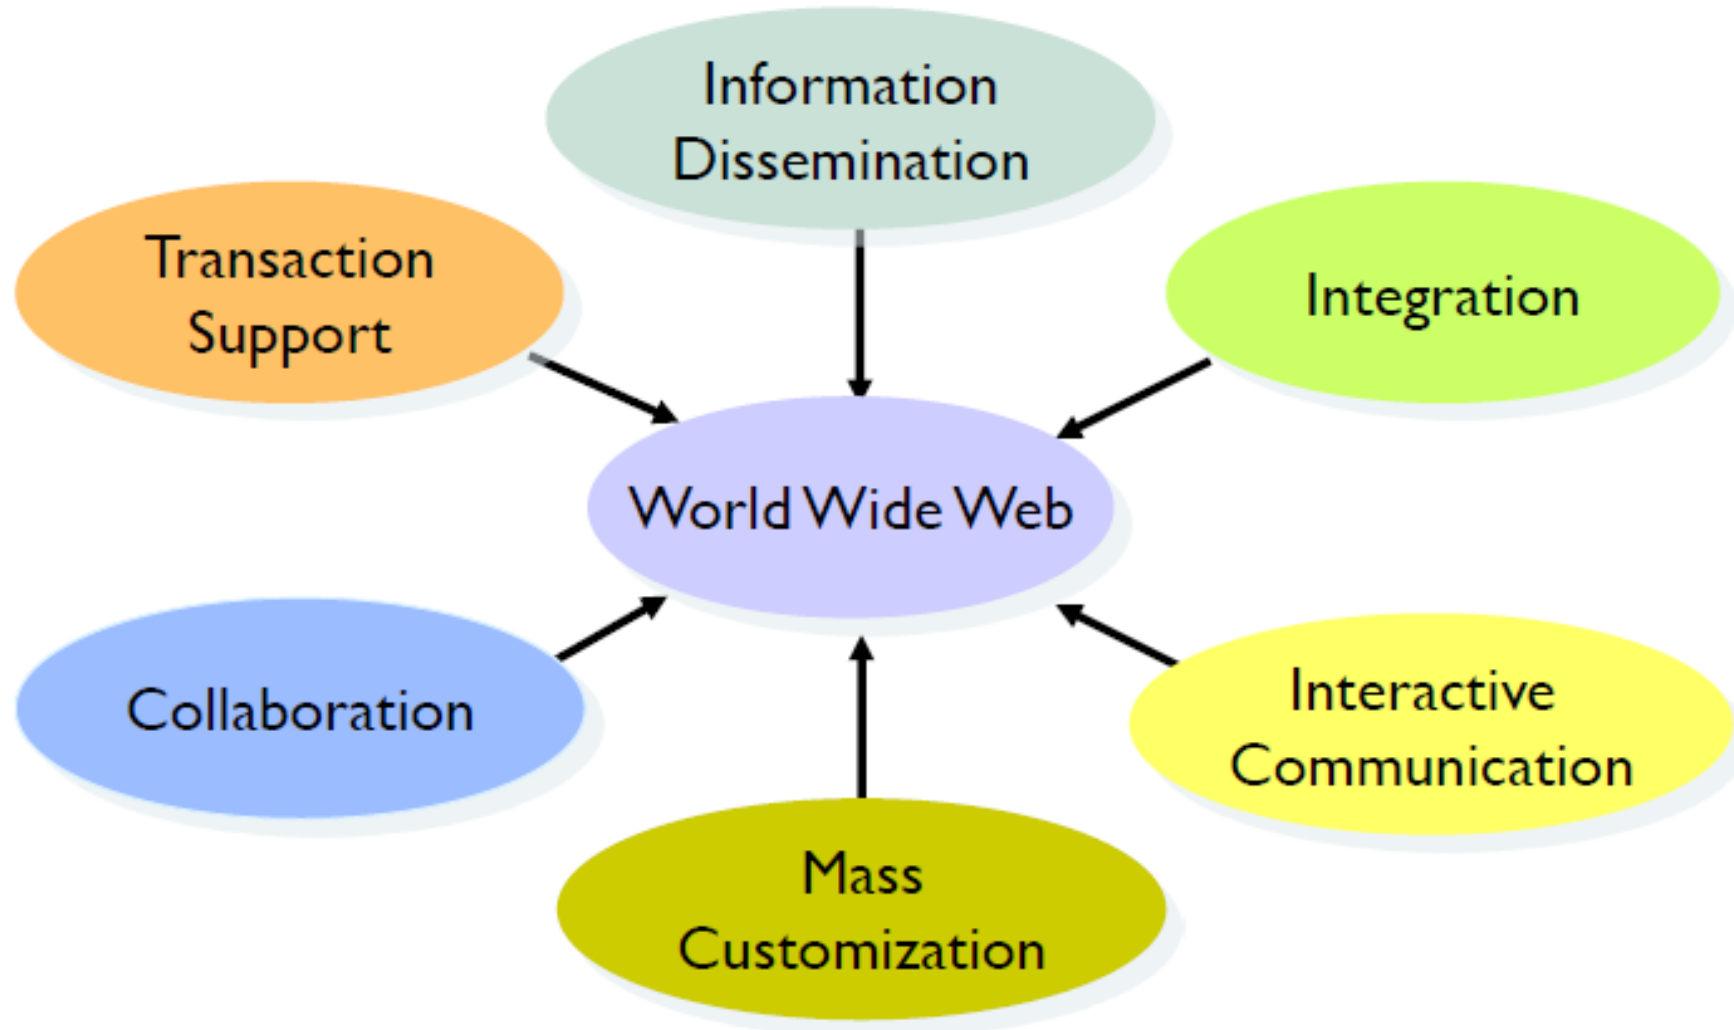 Information
Dissemination
Transaction
Support
Integration
World Wide Web
Collaboration
Interactive
Communication
Mass
Customization